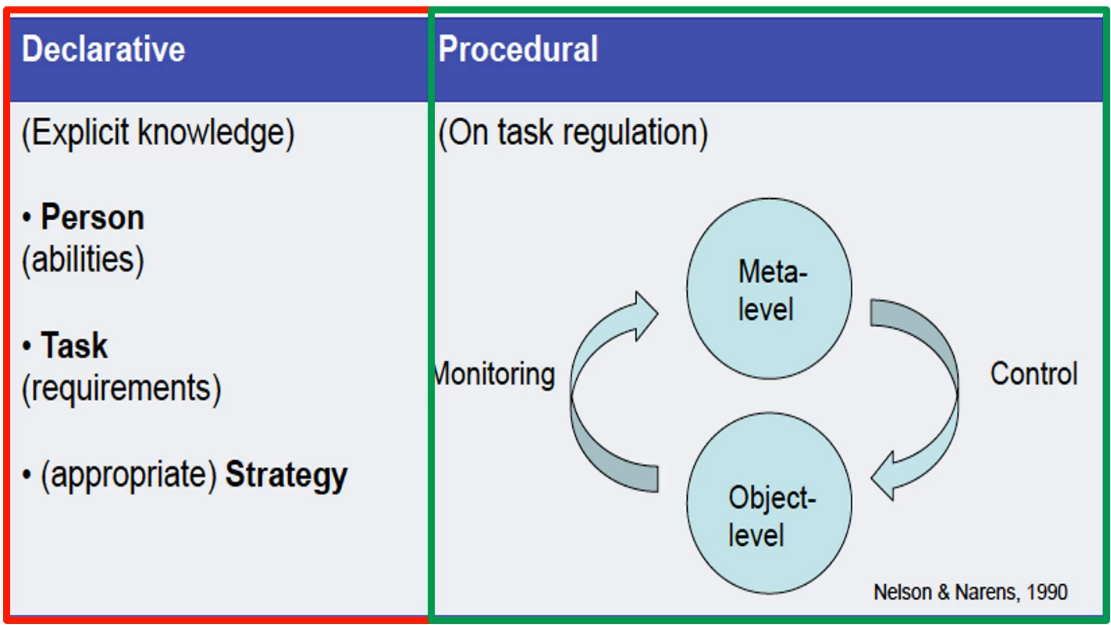 Declarative
(Explicit knowledge)
• Person
(abilities)
• Task
(requirements)
• (appropriate) Strategy
Procedural
(On task regulation)
Meta-
level
Monitoring
Control
Object-
level
Nelson & Narens, 1990